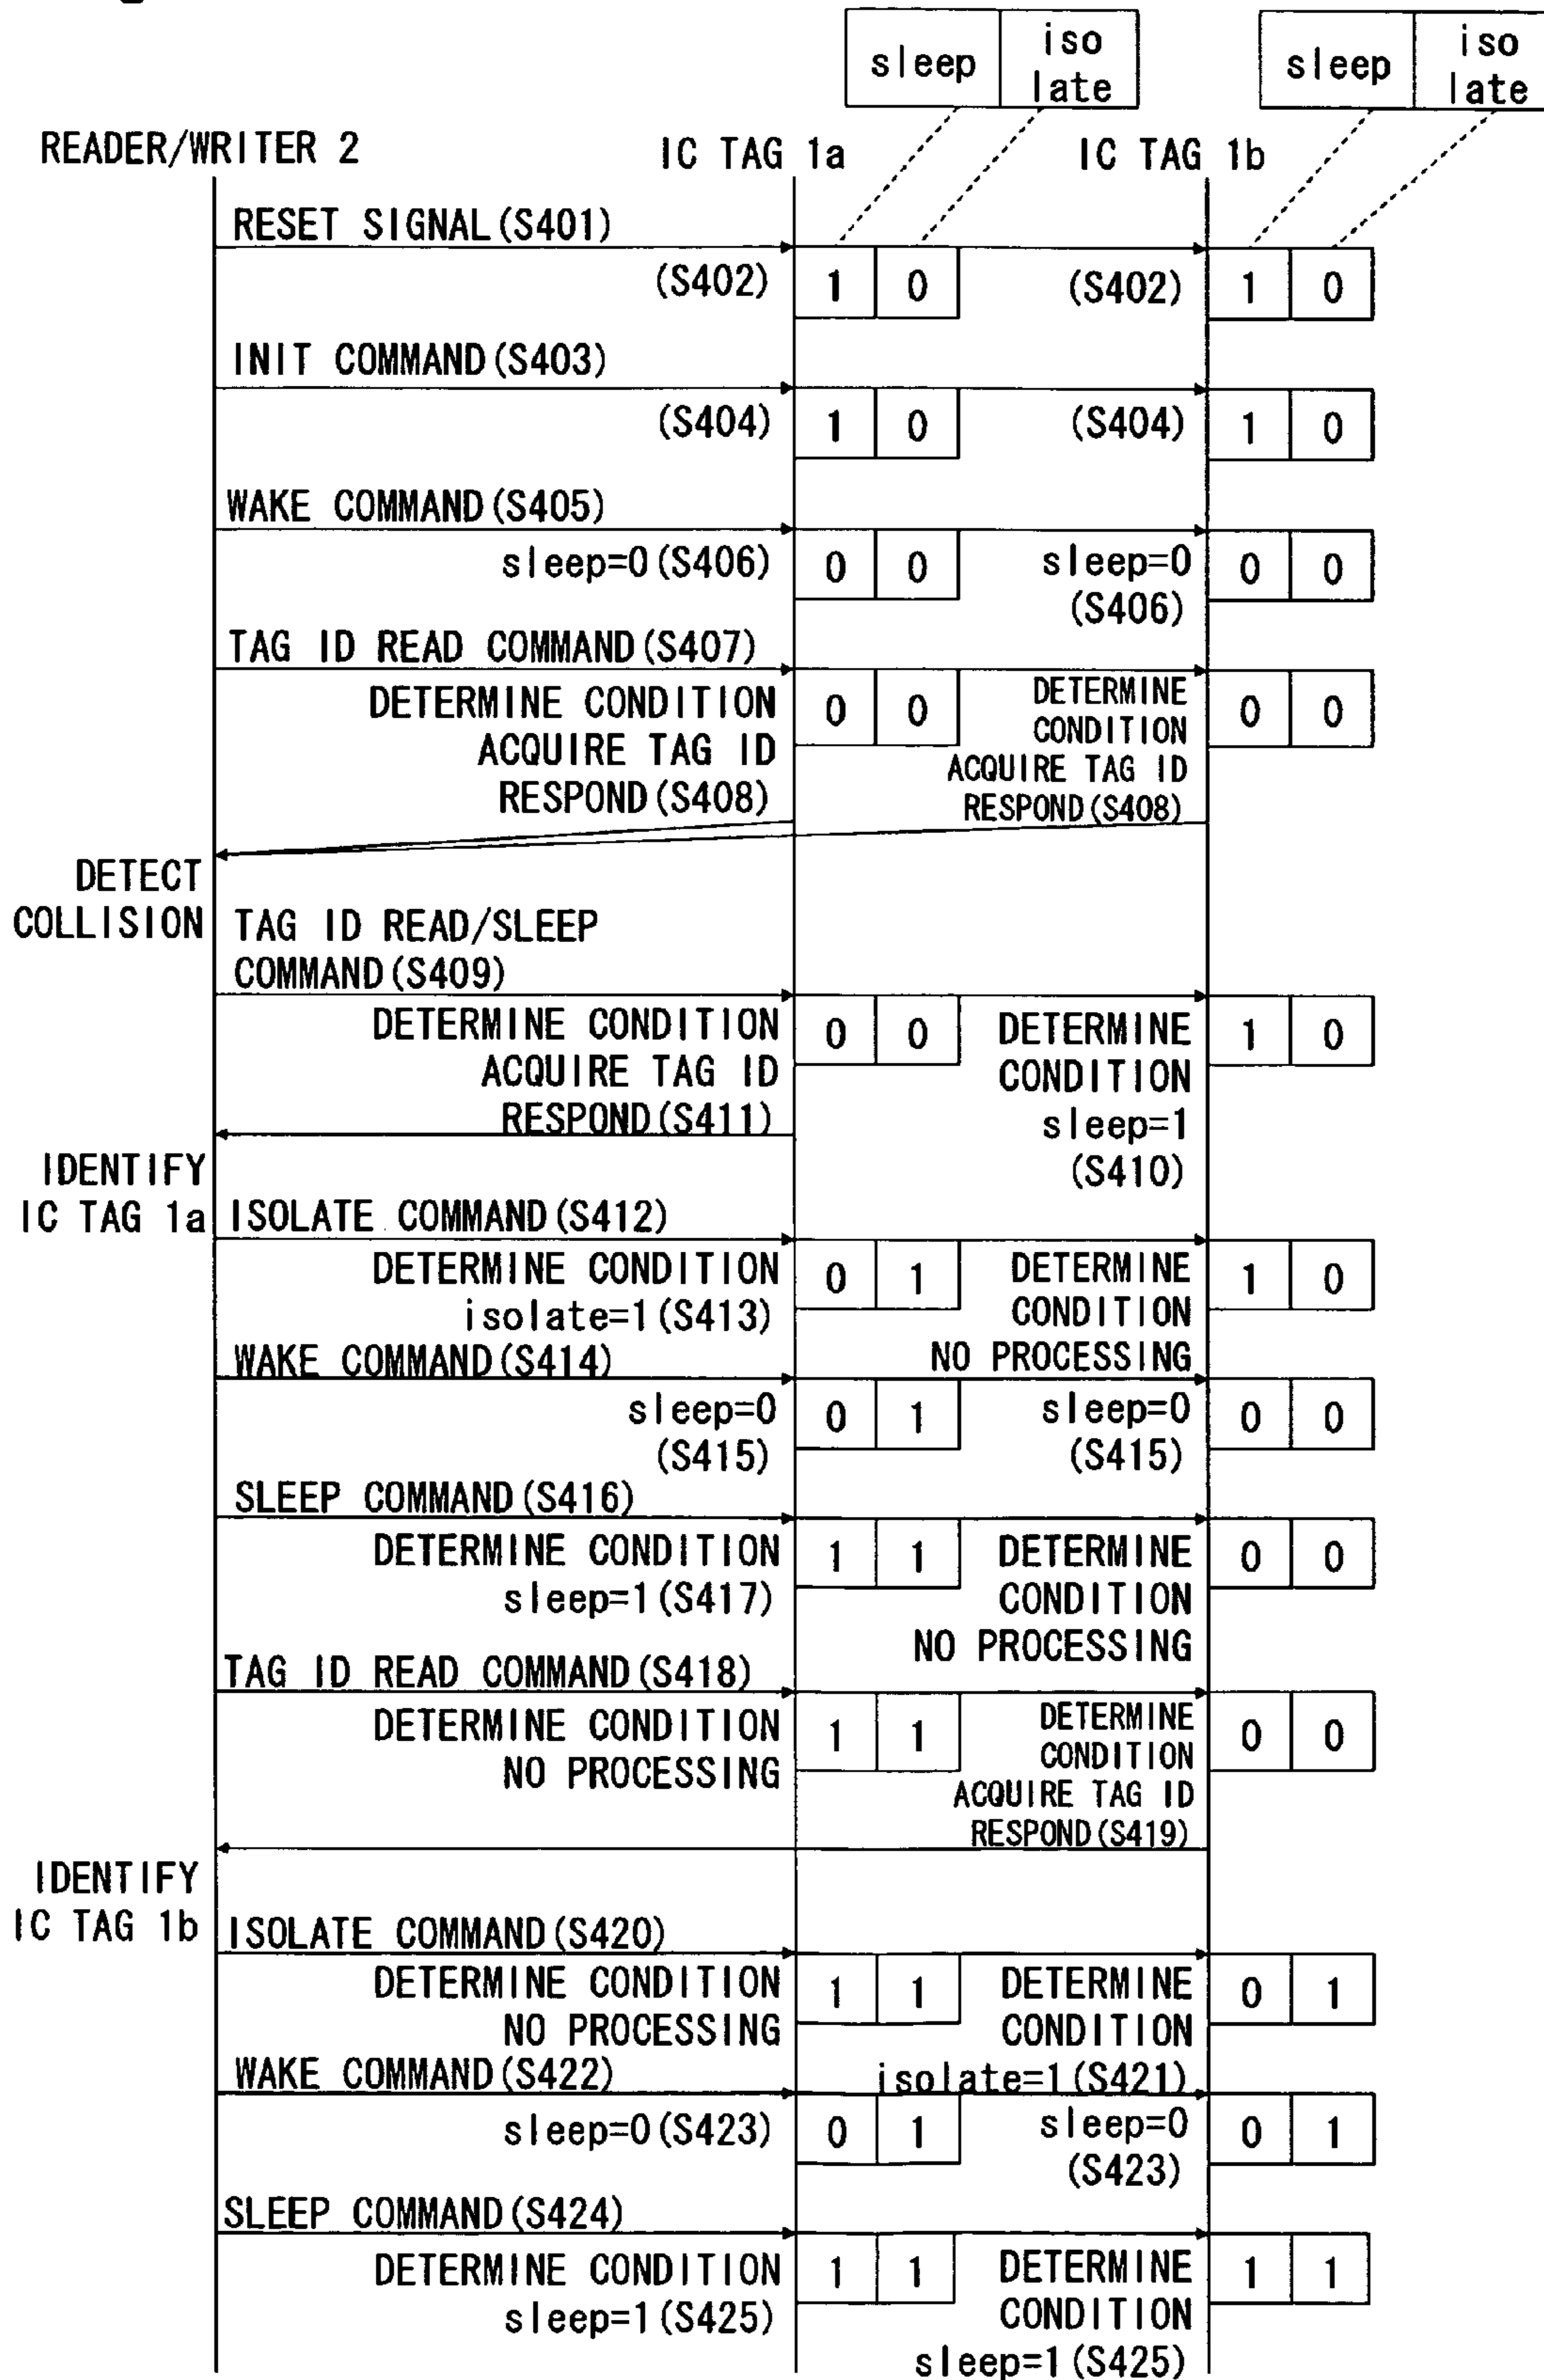 sleep
iso
late
sleep
iso
late
READER/WRITER 2
IC TAG 1a
IC TAG 1b
RESET SIGNAL(S401)
(S402)
1 0
(S402)
1 0
INIT COMMAND(S403)
(S404)
1 0
(S404)
1 0
WAKE COMMAND(S405)
sleep=0(S406)
0 0
sleep=0
(S406)
0 0
TAG ID READ COMMAND(S407)
DETERMINE CONDITION
ACQUIRE TAG ID
RESPOND(S408)
0 0
DETERMINE
CONDITION
ACQUIRE TAG ID
RESPOND(S408)
0 0
DETECT
COLLISION
TAG ID READ/SLEEP
COMMAND(S409)
DETERMINE CONDITION
ACQUIRE TAG ID
RESPOND(S411)
0 0
DETERMINE
CONDITION
sleep=1
(S410)
1 0
IDENTIFY
IC TAG 1a
ISOLATE COMMAND(S412)
DETERMINE CONDITION
isolate=1(S413)
0 1
DETERMINE
CONDITION
NO PROCESSING
1 0
WAKE COMMAND(S414)
sleep=0
(S415)
0 1
sleep=0
(S415)
0 0
SLEEP COMMAND(S416)
DETERMINE CONDITION
sleep=1(S417)
1 1
DETERMINE
CONDITION
NO PROCESSING
0 0
TAG ID READ COMMAND(S418)
DETERMINE CONDITION
NO PROCESSING
1 1
DETERMINE
CONDITION
ACQUIRE TAG ID
RESPOND(S419)
0 0
IDENTIFY
IC TAG 1b
ISOLATE COMMAND(S420)
DETERMINE CONDITION
NO PROCESSING
1 1
DETERMINE
CONDITION
isolate=1(S421)
0 1
WAKE COMMAND(S422)
sleep=0(S423)
0 1
sleep=0
(S423)
0 1
SLEEP COMMAND(S424)
DETERMINE CONDITION
sleep=1(S425)
1 1
DETERMINE
CONDITION
sleep=1(S425)
1 1